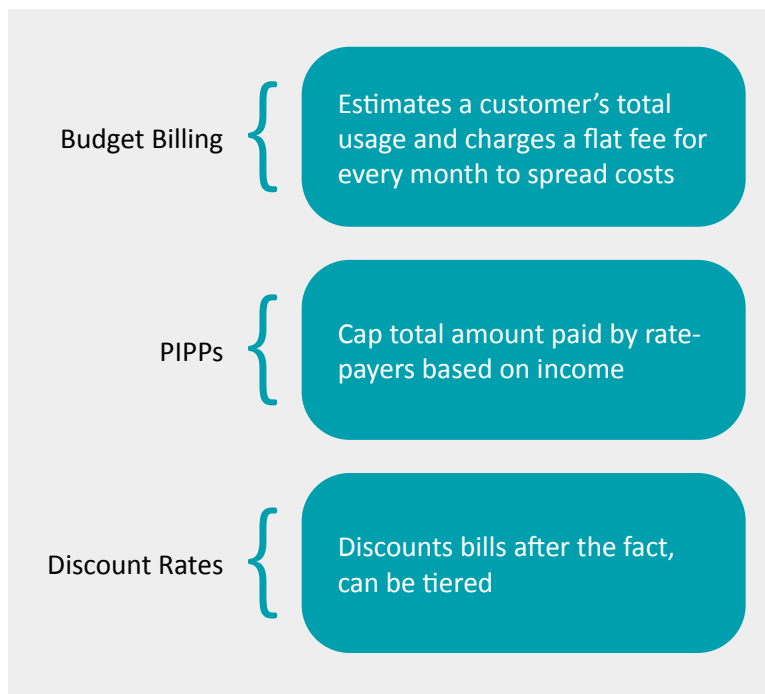 Budget Billing
Estimates a customer’s total
usage and charges a flat fee for
every month to spread costs
PIPPs
Cap total amount paid by rate-
payers based on income
Discount Rates
Discounts bills after the fact,
can be tiered